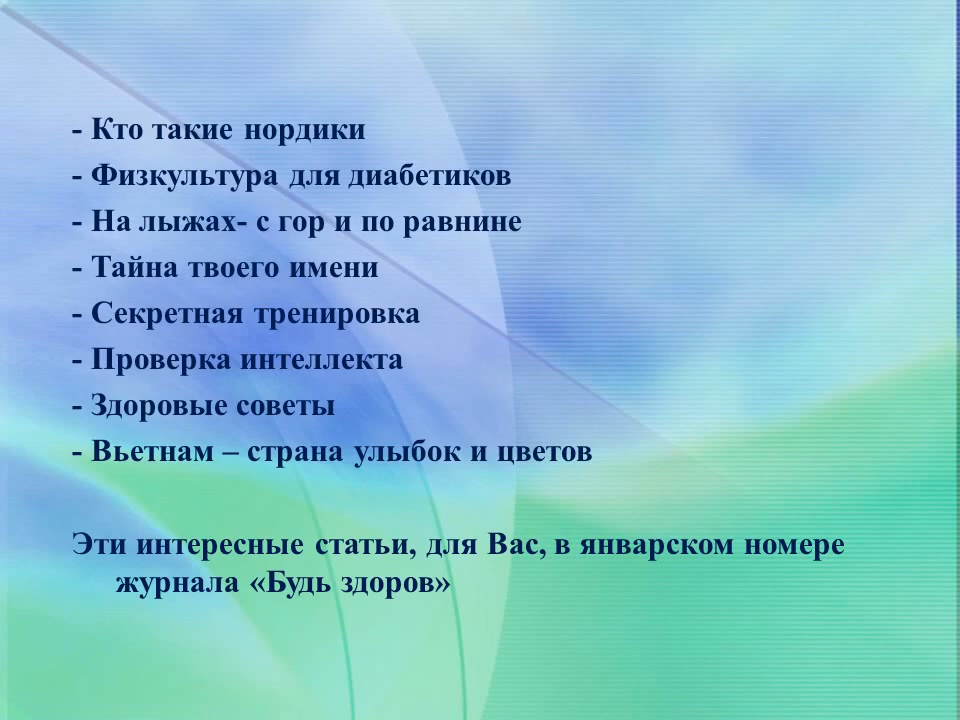 - Кто такие нордики
- Физкультура для диабетиков
- На лыжах- с гор и по равнине
- Тайна твоего имени
- Секретная тренировка
- Проверка интеллекта
- Здоровые советы
- Вьетнам – страна улыбок и цветов
Эти интересные статьи, для Вас, в январском номере
журнала «Будь здоров»